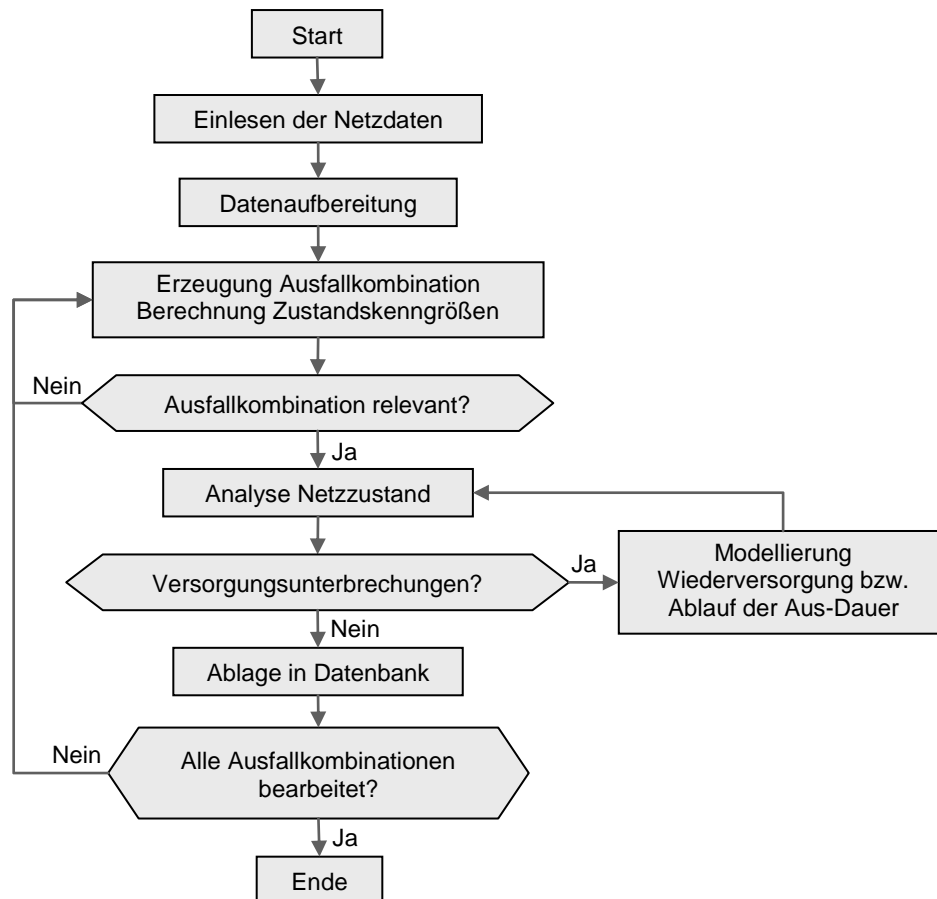 Start
Einlesen der Netzdaten
Datenaufbereitung
Erzeugung Ausfallkombination
Berechnung Zustandskenngrößen
Nein
Ausfallkombination relevant?
Ja
Analyse Netzzustand
Versorgungsunterbrechungen?
Ja
Modellierung
Wiederversorgung bzw.
Ablauf der Aus-Dauer
Nein
Ablage in Datenbank
Nein
Alle Ausfallkombinationen
bearbeitet?
Ja
Ende